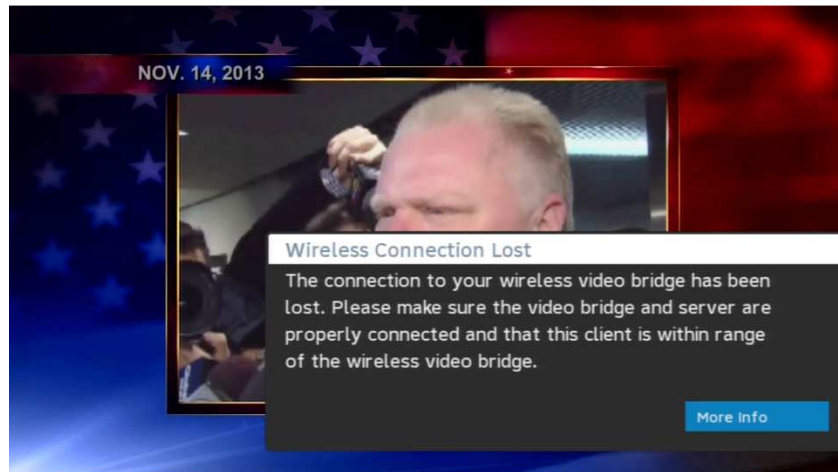 NOV. 14, 2013
Wireless Connection Lost
The connection to your wireless video bridge has been
lost. Please make sure the video bridge and server are
properly connected and that this client is within range
of the wireless video bridge.
More Info